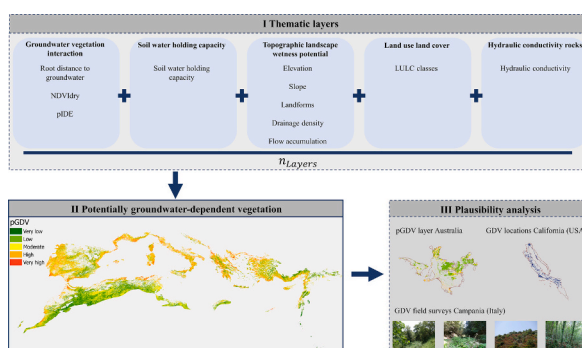 I Thematic layers
Groundwater vegetation
interaction
Root distance to
groundwater
NDVIdry
pIDE
+
Soil water holding capacity
Soil water holding
capacity
+
Topographic landscape
wetness potential
Elevation
Slope
Landforms
Drainage density
Flow accumulation
+
Land use land cover
LULC classes
+
Hydraulic conductivity rocks
Hydraulic conductivity
nLayers
II Potentially groundwater-dependent vegetation
pGDV
Very low
Low
Moderate
High
Very high
III Plausibility analysis
pGDV layer Australia
GDV locations California (USA
GDV field surveys Campania (Italy)